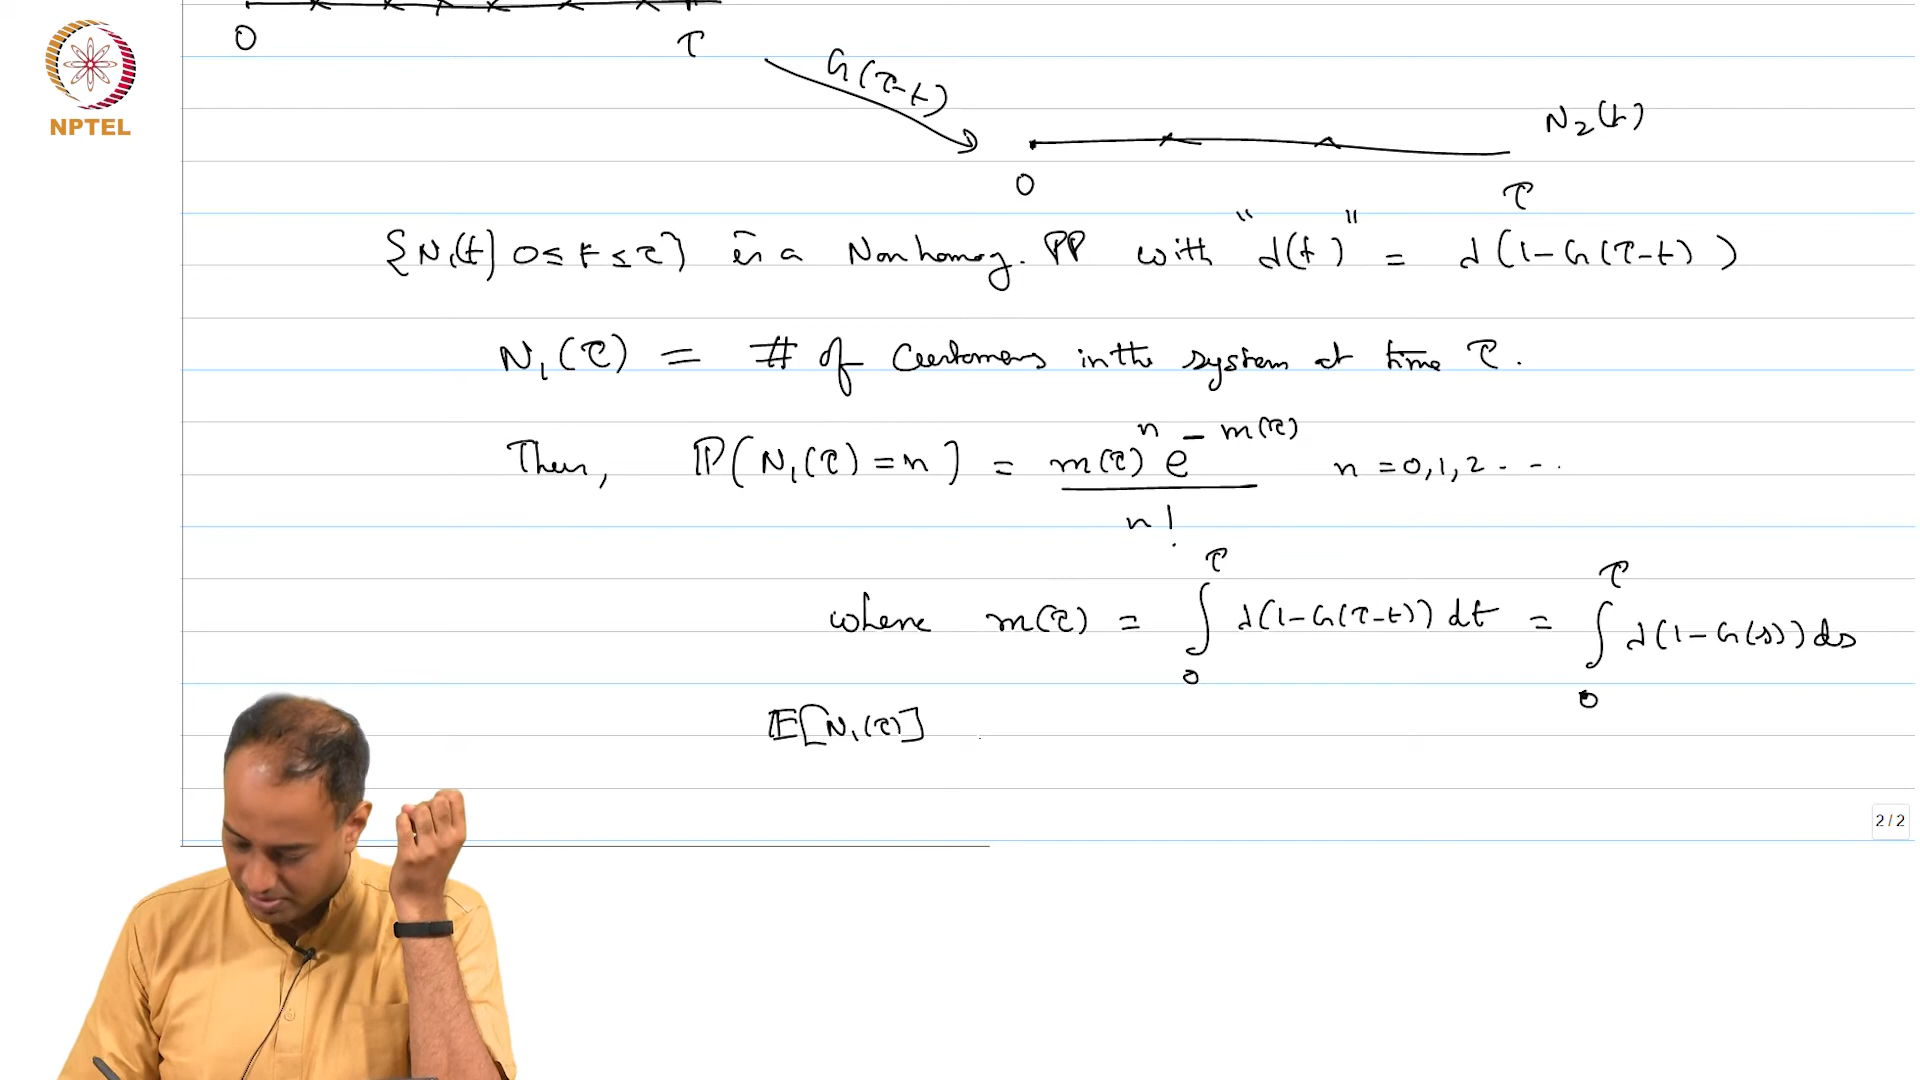 0 τ
G(τ-t)
N₂(t)
0 τ
{N₁(t) 0≤t≤τ} is a Nonhomog. PP with "λ(t)" = λ(1-G(τ-t))
N₁(τ) = # of Customers in the system at time τ.
Then, ℙ(N₁(τ)=n) = m(τ)ⁿ e^{-m(τ)} / n! n = 0,1,2...
where m(τ) = ∫₀^τ λ(1-G(τ-t))dt = ∫₀^τ λ(1-G(s))ds
𝔼[N₁(τ)]
NPTEL
2 / 2